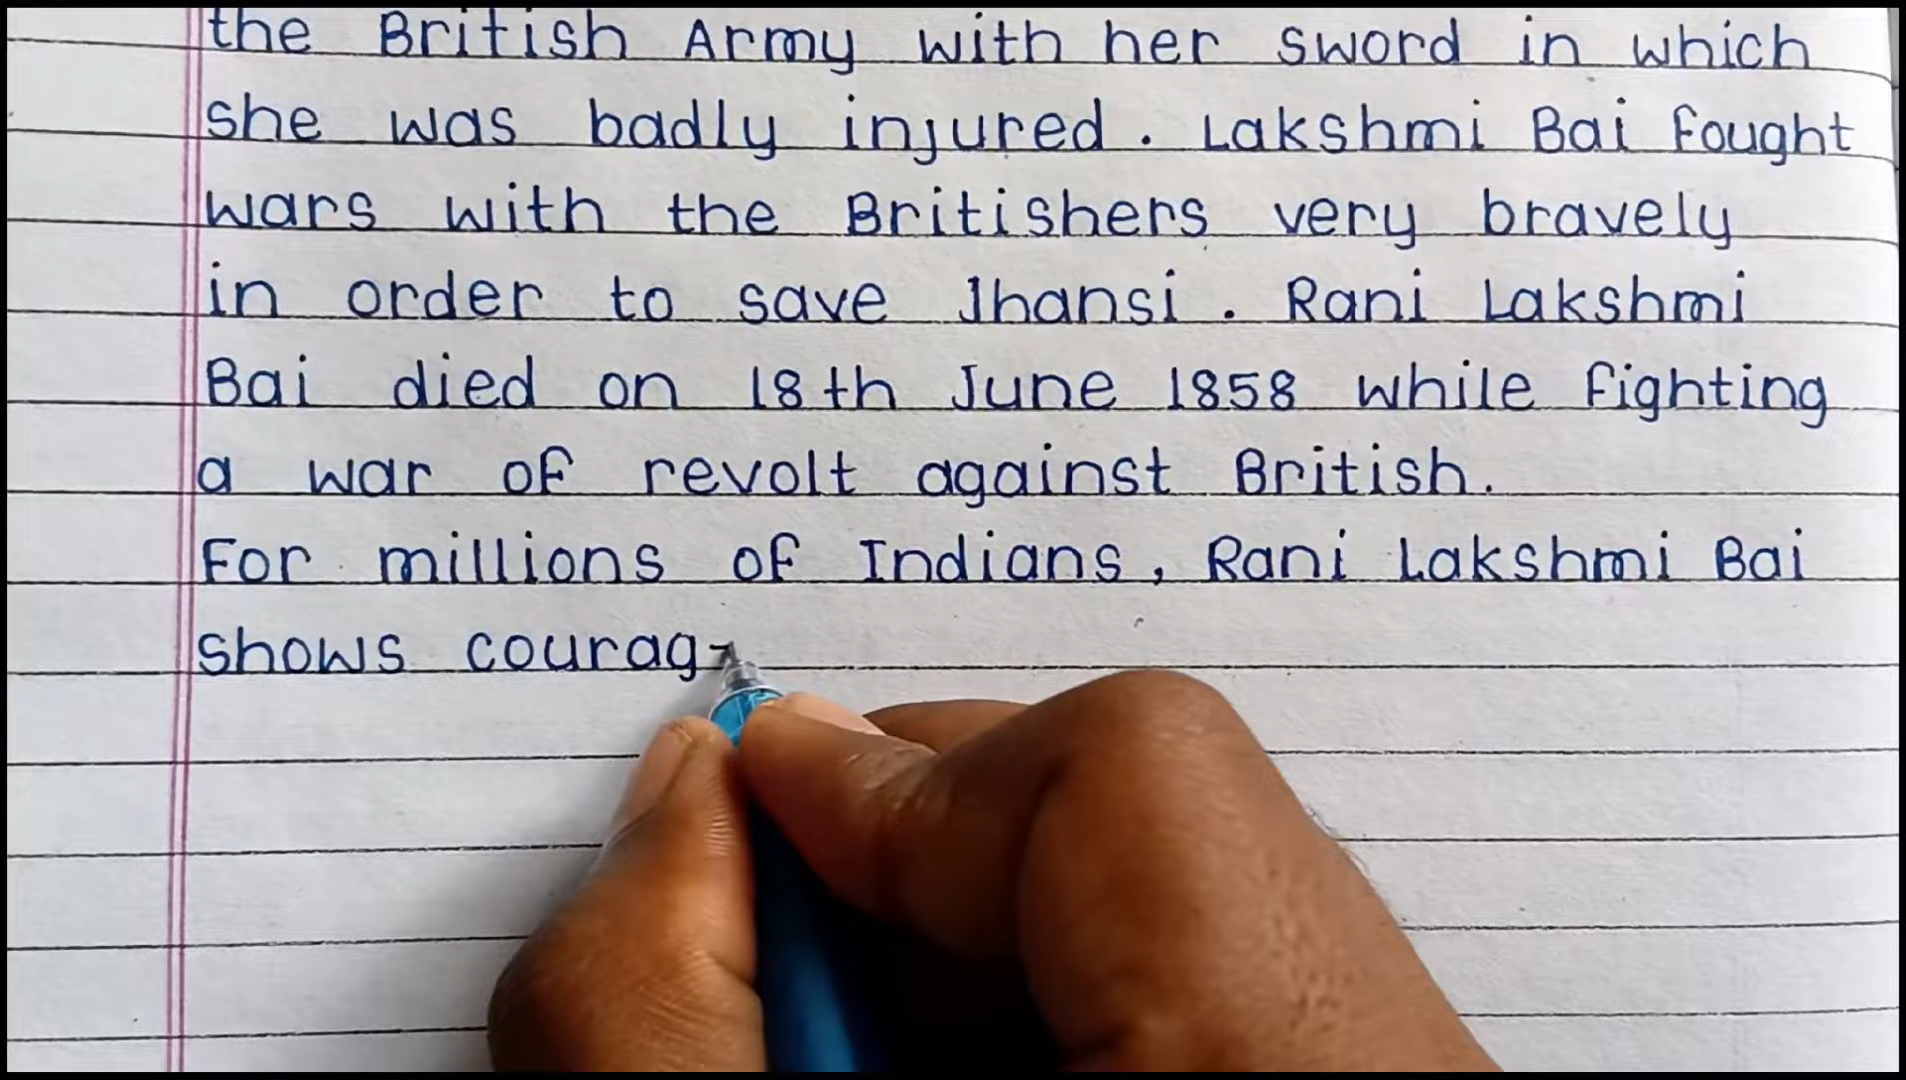 the British Army with her sword in which
she was badly injured. Lakshmi Bai fought
wars with the Britishers very bravely
in order to save Jhansi. Rani Lakshmi
Bai died on 18th June 1858 while fighting
a war of revolt against British.
For millions of Indians, Rani Lakshmi Bai
shows courag